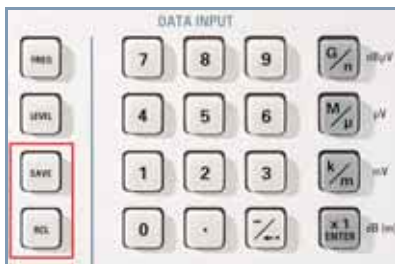 DATA INPUT
FREQ 7 8 9 G/n dBμV
LEVEL 4 5 6 M/μ μV
SAVE 1 2 3 k/m mV
RCL 0 . −/← x1 ENTER dB(m)